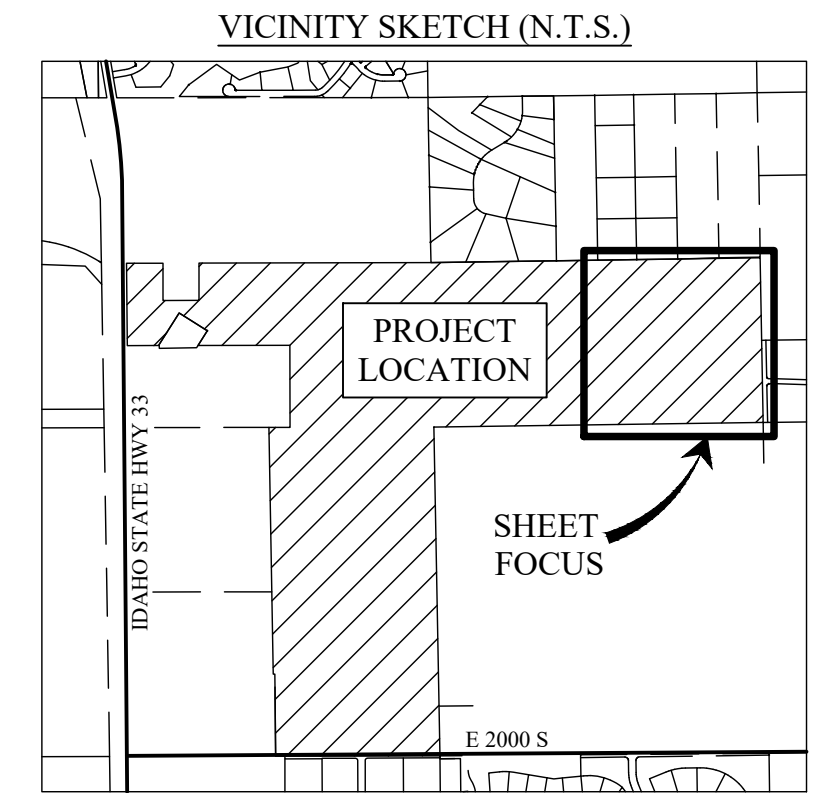 VICINITY SKETCH (N.T.S.)
PROJECT
LOCATION
IDAHO STATE HWY 33
SHEET
FOCUS
E 2000 S